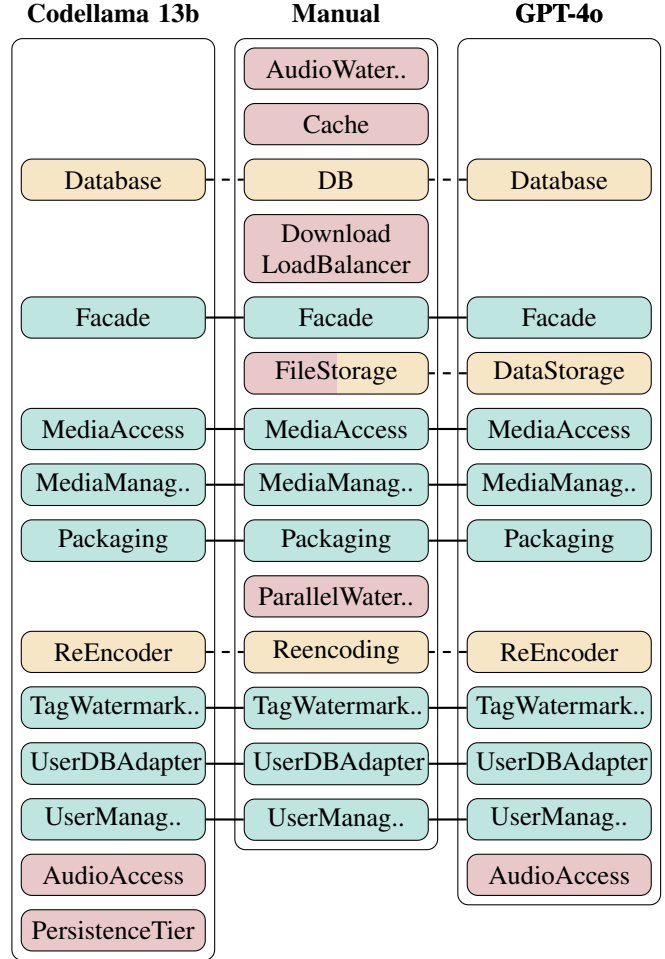 Codellama 13b Manual GPT-4o
AudioWater..
Cache
Database DB Database
Download
LoadBalancer
Facade Facade Facade
FileStorage DataStorage
MediaAccess MediaAccess MediaAccess
MediaManag.. MediaManag.. MediaManag..
Packaging Packaging Packaging
ParallelWater..
ReEncoder Reencoding ReEncoder
TagWatermark.. TagWatermark.. TagWatermark..
UserDBAdapter UserDBAdapter UserDBAdapter
UserManag.. UserManag.. UserManag..
AudioAccess AudioAccess
PersistenceTier